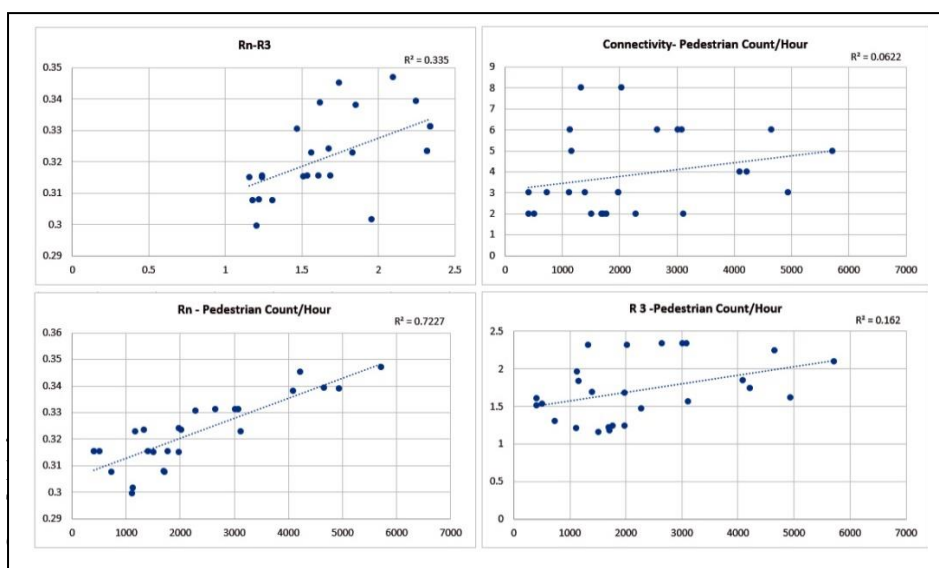 Rn-R3
R² = 0.335
0.35
0.34
0.33
0.32
0.31
0.3
0.29
0 0.5 1 1.5 2 2.5
Connectivity- Pedestrian Count/Hour
R² = 0.0622
9
8
7
6
5
4
3
2
1
0
0 1000 2000 3000 4000 5000 6000 7000
Rn - Pedestrian Count/Hour
R² = 0.7227
0.36
0.35
0.34
0.33
0.32
0.31
0.3
0.29
0 1000 2000 3000 4000 5000 6000 7000
R 3 -Pedestrian Count/Hour
R² = 0.162
2.5
2
1.5
1
0.5
0
0 1000 2000 3000 4000 5000 6000 7000